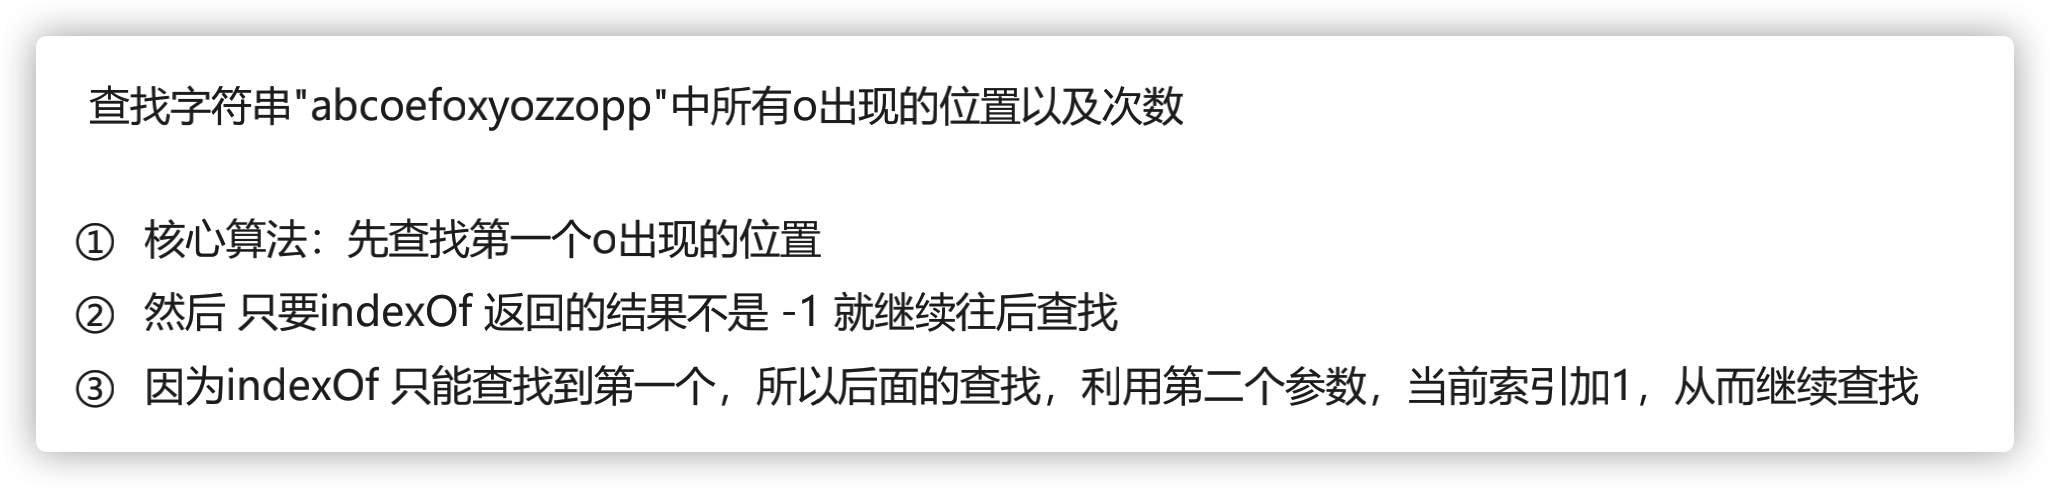 查找字符串"abcoefoxyozzopp"中所有o出现的位置以及次数
① 核心算法：先查找第一个o出现的位置
② 然后 只要indexOf 返回的结果不是 -1 就继续往后查找
③ 因为indexOf 只能查找到第一个，所以后面的查找，利用第二个参数，当前索引加1，从而继续查找